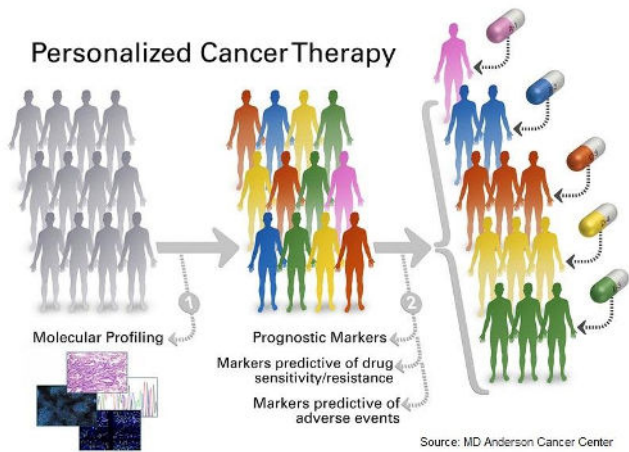 Personalized Cancer Therapy
1
2
Molecular Profiling
Prognostic Markers
Markers predictive of drug
sensitivity/resistance
Markers predictive of
adverse events
Source: MD Anderson Cancer Center